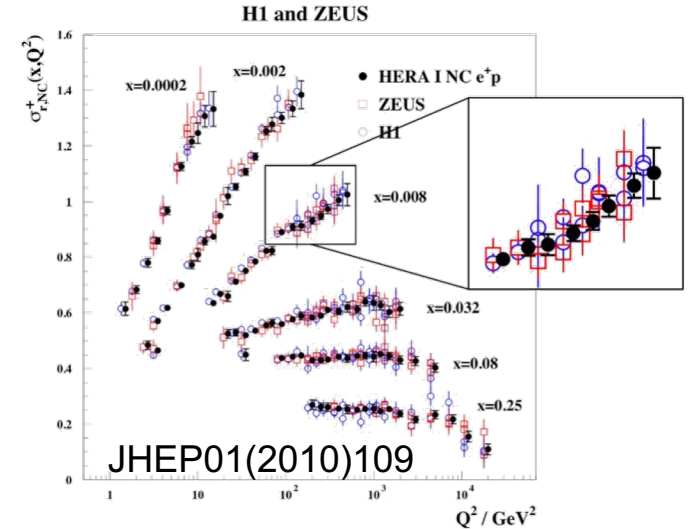 H1 and ZEUS
σ⁺r,NC(x,Q²)
1.6
1.4
1.2
1
0.8
0.6
0.4
0.2
0
x=0.0002
x=0.002
HERA I NC e⁺p
ZEUS
H1
x=0.008
x=0.032
x=0.08
x=0.25
JHEP01(2010)109
1 10 10² 10³ 10⁴
Q² / GeV²